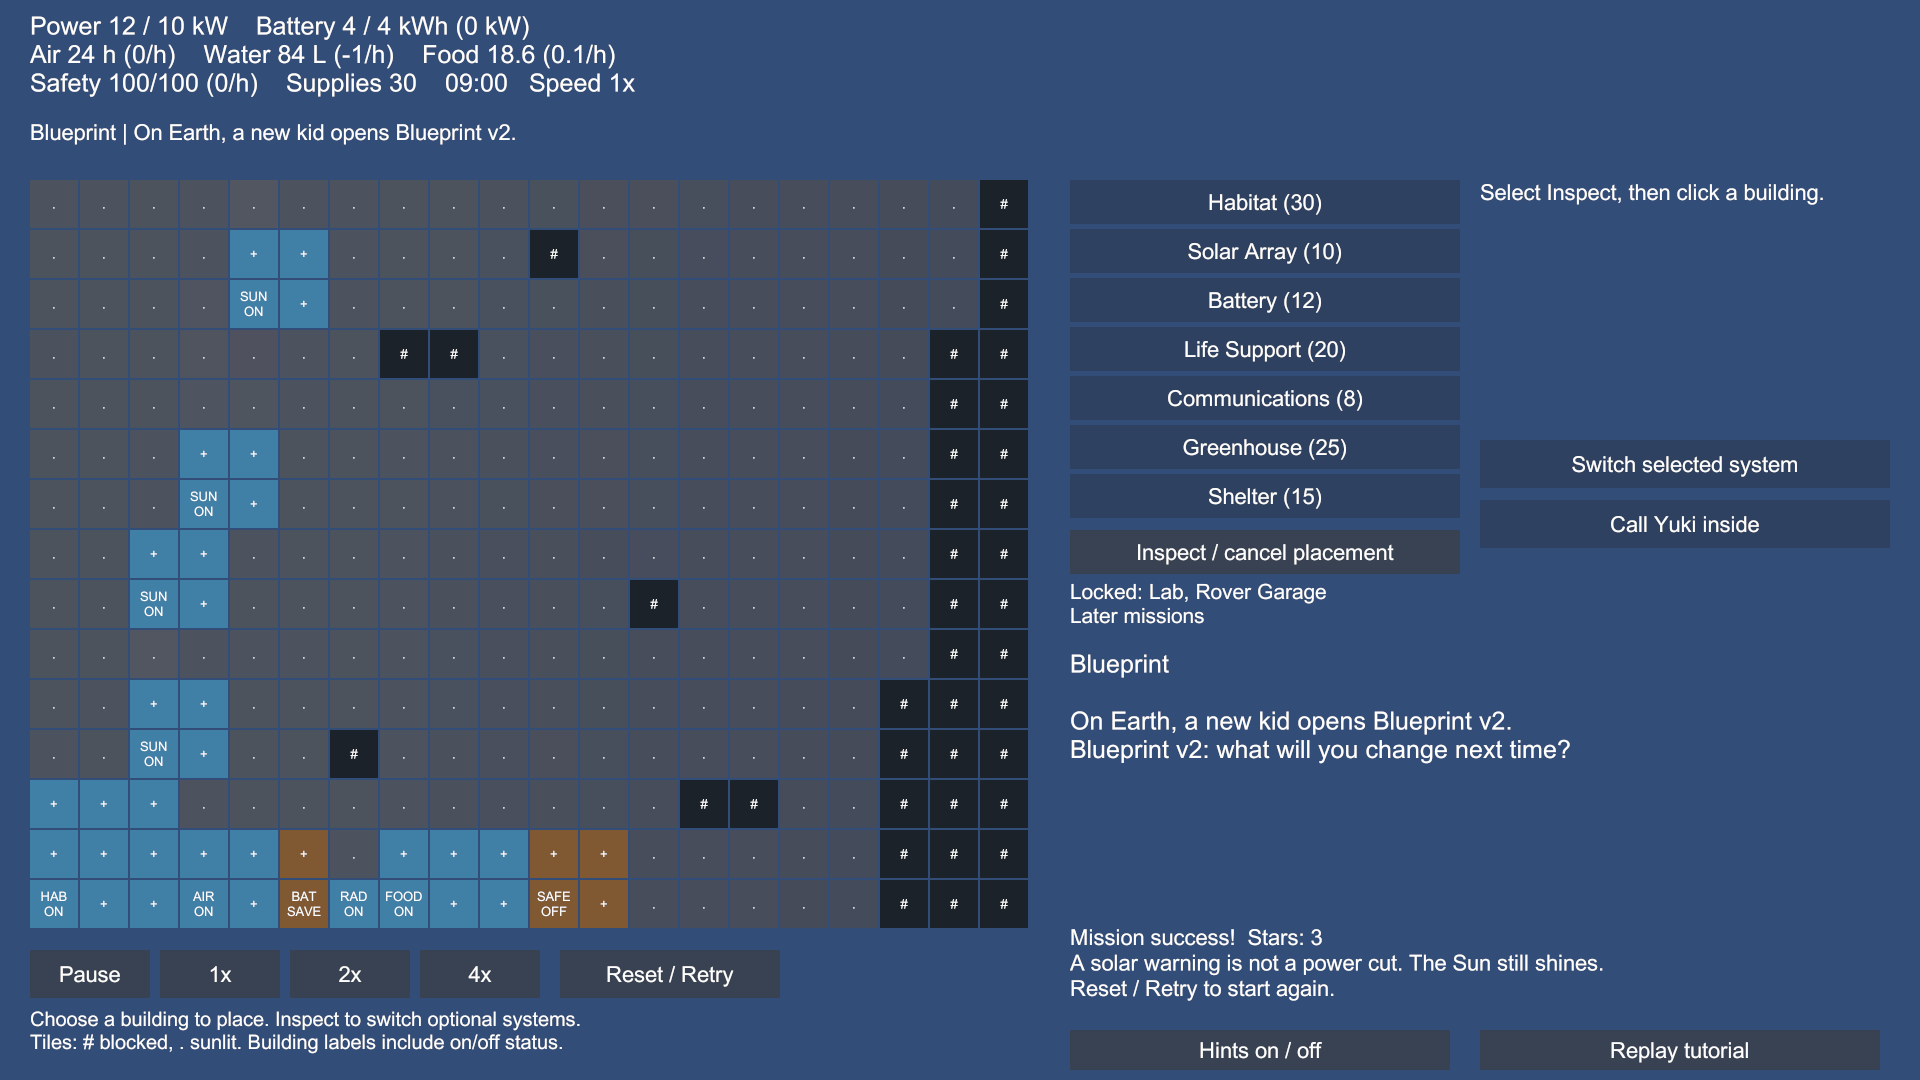 Power 12 / 10 kW    Battery 4 / 4 kWh (0 kW)
Air 24 h (0/h)    Water 84 L (-1/h)    Food 18.6 (0.1/h)
Safety 100/100 (0/h)    Supplies 30    09:00   Speed 1x
Blueprint | On Earth, a new kid opens Blueprint v2.
. . . . . . . . . . . . . . . . . . . #
. . . . + + . . . . # . . . . . . . . #
. . . . SUN ON + . . . . . . . . . . . . . #
. . . . . . . # # . . . . . . . . . # #
. . . . . . . . . . . . . . . . . . # #
. . . + + . . . . . . . . . . . . . # #
. . . SUN ON + . . . . . . . . . . . . . # #
. . + + . . . . . . . . . . . . . . # #
. . SUN ON + . . . . . . . . # . . . . . # #
. . . . . . . . . . . . . . . . . . # #
. . + + . . . . . . . . . . . . . # # #
. . SUN ON + . . # . . . . . . . . . . # # #
+ + + . . . . . . . . . . # # . . # # #
+ + + + + + . + + + + + . . . . . # # #
HAB ON + + AIR ON + BAT SAVE RAD ON FOOD ON + + SAFE OFF + . . . . . # # #
Pause
1x
2x
4x
Reset / Retry
Choose a building to place. Inspect to switch optional systems.
Tiles: # blocked, . sunlit. Building labels include on/off status.
Habitat (30)
Solar Array (10)
Battery (12)
Life Support (20)
Communications (8)
Greenhouse (25)
Shelter (15)
Inspect / cancel placement
Locked: Lab, Rover Garage
Later missions
Select Inspect, then click a building.
Switch selected system
Call Yuki inside
Blueprint
On Earth, a new kid opens Blueprint v2.
Blueprint v2: what will you change next time?
Mission success!  Stars: 3
A solar warning is not a power cut. The Sun still shines.
Reset / Retry to start again.
Hints on / off
Replay tutorial